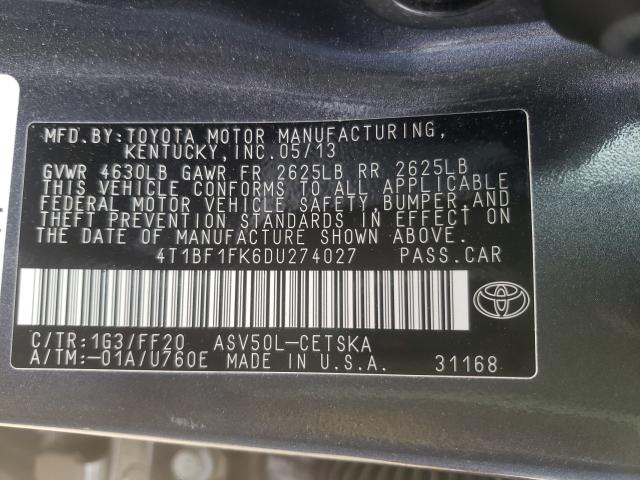 MFD.BY:TOYOTA MOTOR MANUFACTURING,
KENTUCKY,INC.05/13
GVWR 4630LB GAWR FR 2625LB RR 2625LB
THIS VEHICLE CONFORMS TO ALL APPLICABLE
FEDERAL MOTOR VEHICLE SAFETY BUMPER,AND
THEFT PREVENTION STANDARDS IN EFFECT ON
THE DATE OF MANUFACTURE SHOWN ABOVE.
4T1BF1FK6DU274027 PASS.CAR
C/TR:1G3/FF20 ASV50L-CETSKA
A/TM:-01A/U760E MADE IN U.S.A. 31168